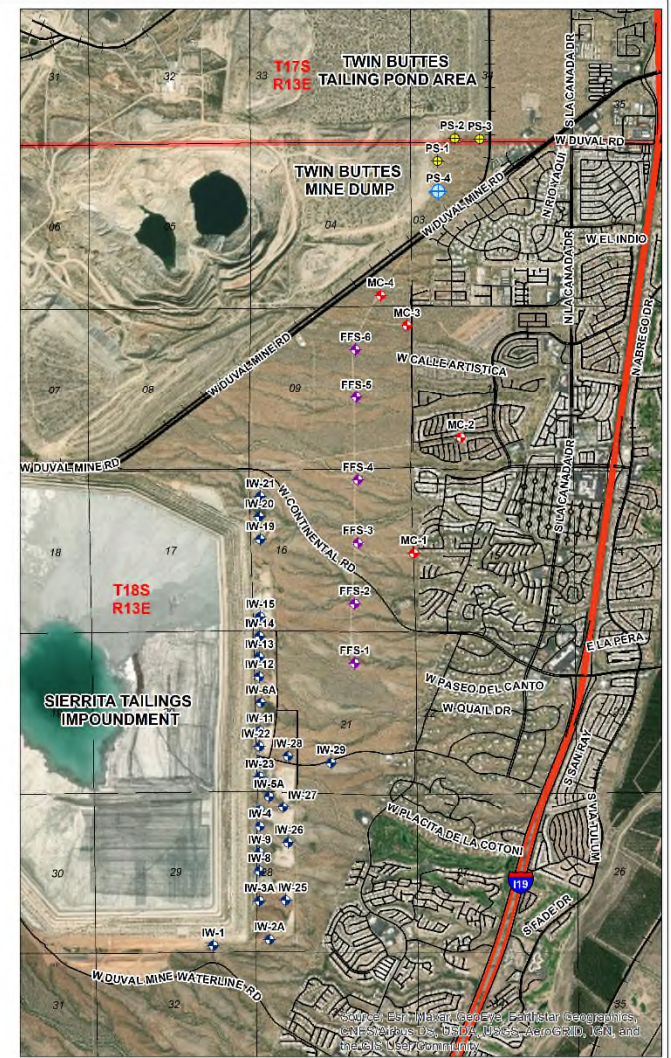 31
32
33
T17S
R13E
TWIN BUTTES
TAILING POND AREA
34
S LA CANADA DR
35
PS-2
PS-3
W DUVAL RD
PS-1
TWIN BUTTES
MINE DUMP
PS-4
N RIO YAQUI
06
05
04
03
W DUVAL MINE RD
W EL INDIO
N LA CANADA DR
N ABREGO DR
MC-4
MC-3
FFS-6
W CALLE ARTISTICA
W DUVAL MINE RD
07
08
09
FFS-5
MC-2
W DUVAL MINE RD
FFS-4
S LA CANADA DR
IW-21
IW-20
IW-19
W CONTINENTAL RD
FFS-3
MC-1
18
17
16
T18S
R13E
FFS-2
IW-15
IW-14
IW-13
IW-12
FFS-1
E LA PERA
SIERRITA TAILINGS
IMPOUNDMENT
IW-6A
W PASEO DEL CANTO
W QUAIL DR
IW-11
21
22
IW-22
IW-28
IW-29
S SAN RAY
IW-23
IW-5A
IW-27
IW-4
W PLACITA DE LA COTONI
S VIA TULUM
IW-9
IW-26
IW-8
30
29
28
27
26
I19
IW-3A
IW-25
S FADE DR
IW-1
IW-2A
W DUVAL MINE WATERLINE RD
31
32
33
34
Source: Esri, Maxar, GeoEye, Earthstar Geographics,
CNES/Airbus DS, USDA, USGS, AeroGRID, IGN, and
the GIS User Community